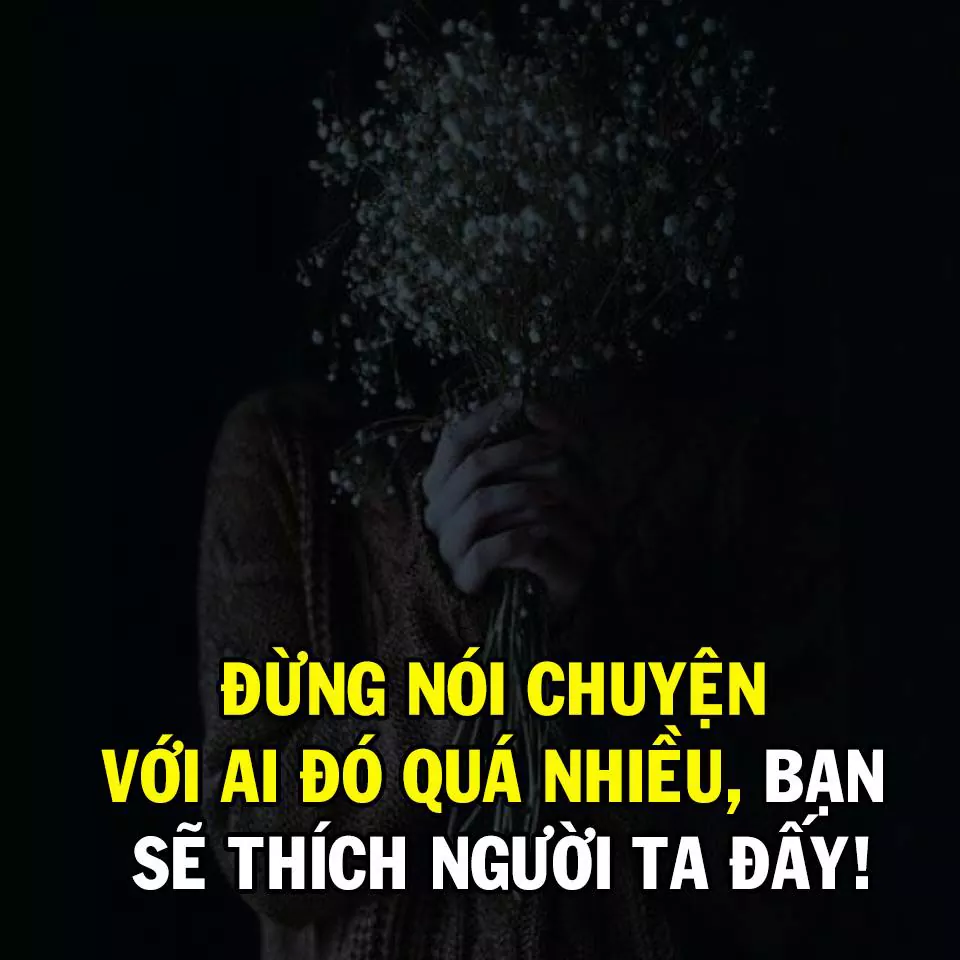 ĐỪNG NÓI CHUYỆN
VỚI AI ĐÓ QUÁ NHIỀU, BẠN
SẼ THÍCH NGƯỜI TA ĐẤY!